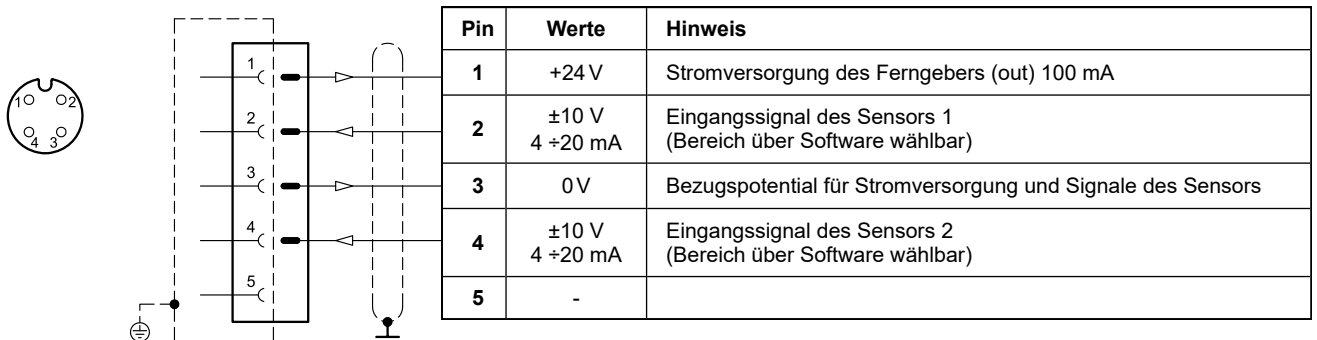 1 2
4 3
1
2
3
4
5
Pin Werte Hinweis
1 +24 V Stromversorgung des Ferngebers (out) 100 mA
2 ±10 V Eingangssignal des Sensors 1
4 ÷20 mA (Bereich über Software wählbar)
3 0 V Bezugspotential für Stromversorgung und Signale des Sensors
4 ±10 V Eingangssignal des Sensors 2
4 ÷20 mA (Bereich über Software wählbar)
5 -